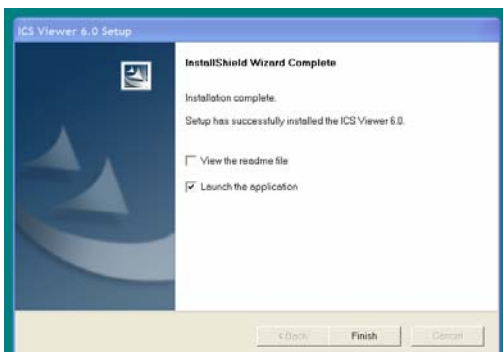 ICS Viewer 6.0 Setup
InstallShield Wizard Complete
Installation complete.
Setup has successfully installed the ICS Viewer 6.0.
View the readme file
Launch the application
< Back
Finish
Cancel